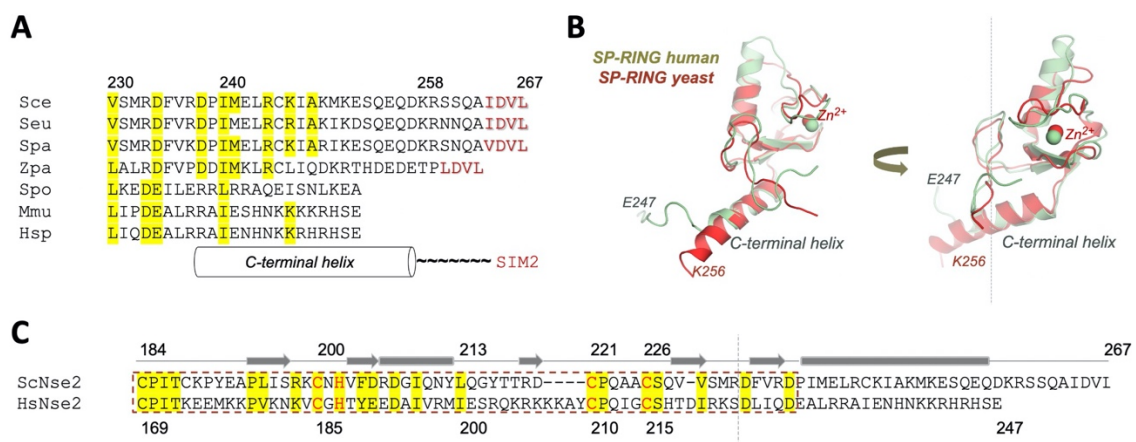 A
230 240 258 267
Sce VSMRDFVRDPIMELRCKIAKMKESQEQDKRSSQAIDVL
Seu VSMRDFVRDPIMELRCRIAKIKDSQEQDKRNNQAIDVL
Spa VSMRDFVKDPIMELRCKIARIKESQEQDKRSNQAVDVL
Zpa LALRDFVPDDIMKLRCLIQDKRTHDEDETPLDVL
Spo LKEDEILERRLRRAQEISNLKEA
Mmu LIPDEALRRAIESHNKKKKRHSE
Hsp LIQDEALRRAIENHNKKRHRHSE
C-terminal helix SIM2
B
SP-RING human
SP-RING yeast
Zn2+
E247
C-terminal helix
K256
Zn2+
E247
C-terminal helix
K256
C
184 200 213 221 226 267
ScNse2 CPITCKPYEAPLISRKCNHVFDRDGIQNYLQGYTTRD----CPQAACSQV-VSMRDFVRDPIMELRCKIAKMKESQEQDKRSSQAIDVL
HsNse2 CPITKEEMKKPVKNKVCGHTYEEDAIVRMIESRQKRKKKAYCPQIGCSHTDIRKSDLIQDEALRRAIENHNKKRHRHSE
169 185 200 210 215 247